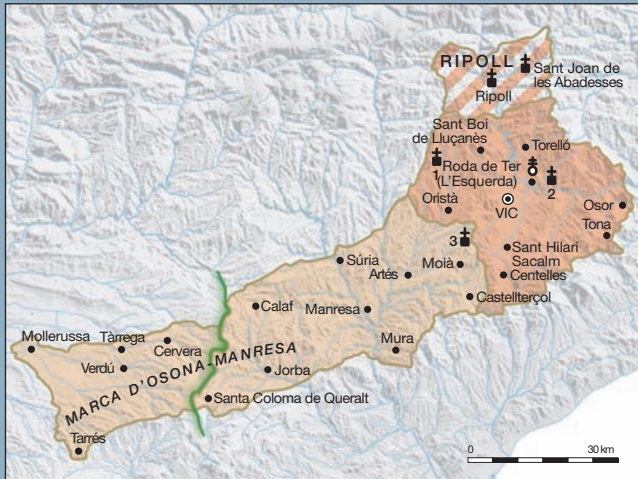 RIPOLL
Sant Joan de
les Abadesses
Ripoll
Sant Boi
de Lluçanès
Torelló
1
Roda de Ter
(L'Esquerda)
2
Oristà
VIC
Osor
Tona
3
Sant Hilari
Sacalm
Súria
Artés
Moià
Centelles
Castellterçol
Calaf
Manresa
Mollerussa
Tàrrega
Cervera
Mura
Verdú
Jorba
MARCA D'OSONA-MANRESA
Santa Coloma de Queralt
Tarrés
0 30 km